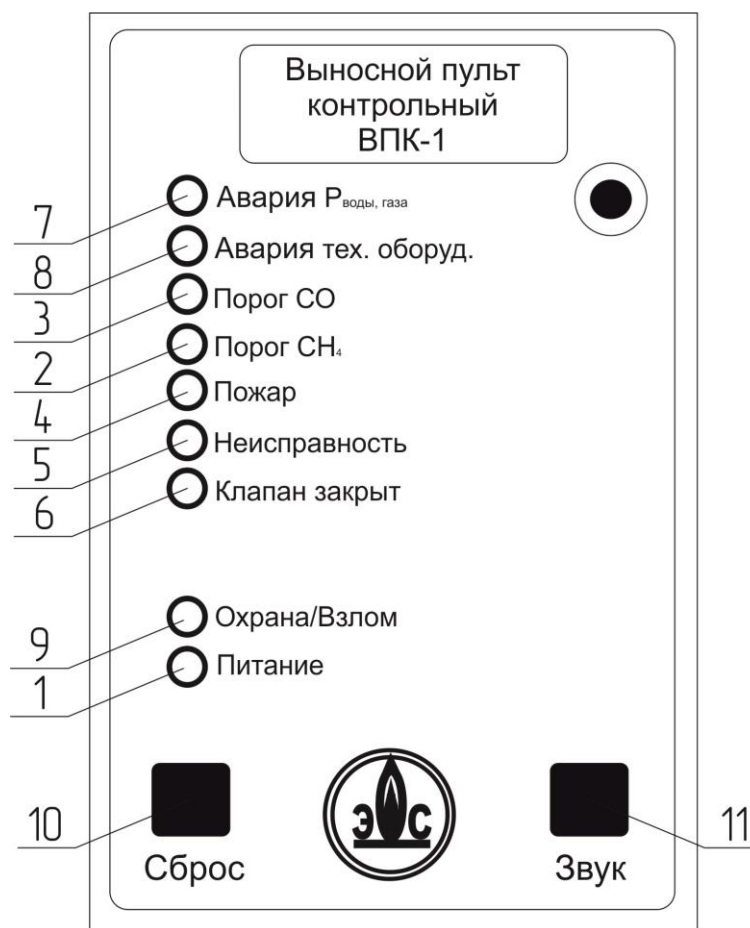 Выносной пульт
контрольный
ВПК-1
7
Авария Рводы, газа
8
Авария тех. оборуд.
3
Порог СО
2
Порог СН₄
4
Пожар
5
Неисправность
6
Клапан закрыт
9
Охрана/Взлом
1
Питание
10
ЭС
11
Сброс
Звук